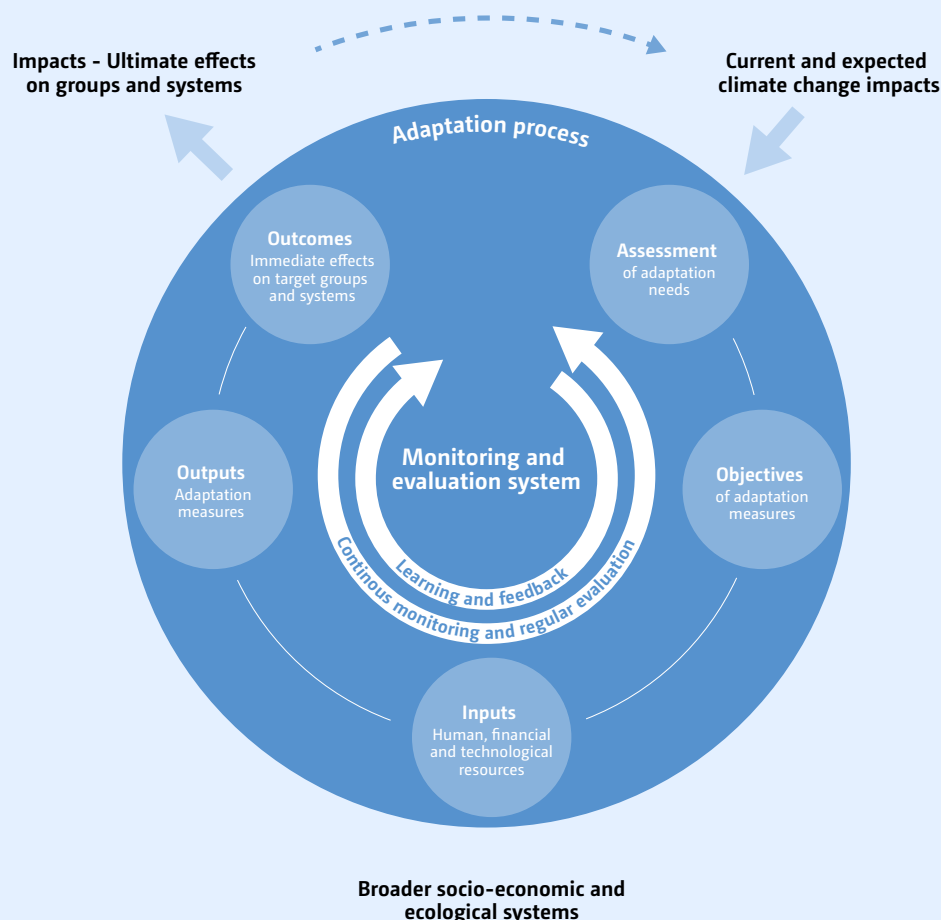 Impacts - Ultimate effects
on groups and systems
Current and expected
climate change impacts
Adaptation process
Outcomes
Immediate effects
on target groups
and systems
Assessment
of adaptation
needs
Outputs
Adaptation
measures
Monitoring and
evaluation system
Objectives
of adaptation
measures
Learning and feedback
Continous monitoring and regular evaluation
Inputs
Human, financial
and technological
resources
Broader socio-economic and
ecological systems